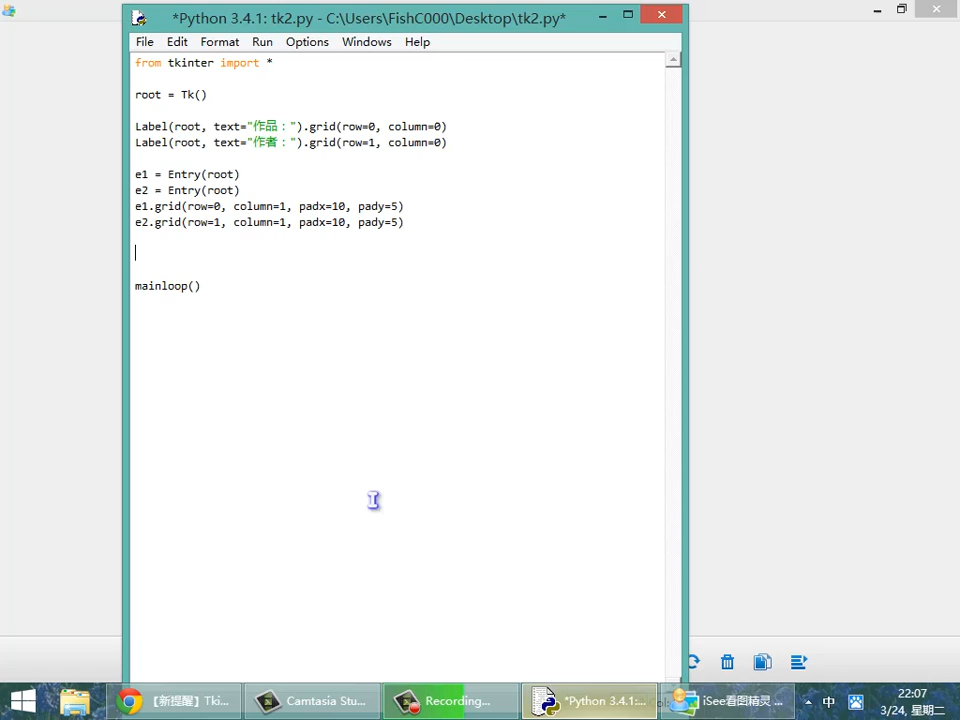 *Python 3.4.1: tk2.py - C:\Users\FishC000\Desktop\tk2.py*
File Edit Format Run Options Windows Help
from tkinter import *
root = Tk()
Label(root, text="作品：").grid(row=0, column=0)
Label(root, text="作者：").grid(row=1, column=0)
e1 = Entry(root)
e2 = Entry(root)
e1.grid(row=0, column=1, padx=10, pady=5)
e2.grid(row=1, column=1, padx=10, pady=5)
mainloop()
【新提醒】Tki... Camtasia Stu... Recording... *Python 3.4.1:... iSee看图精灵 ... 中 22:07
3/24, 星期二